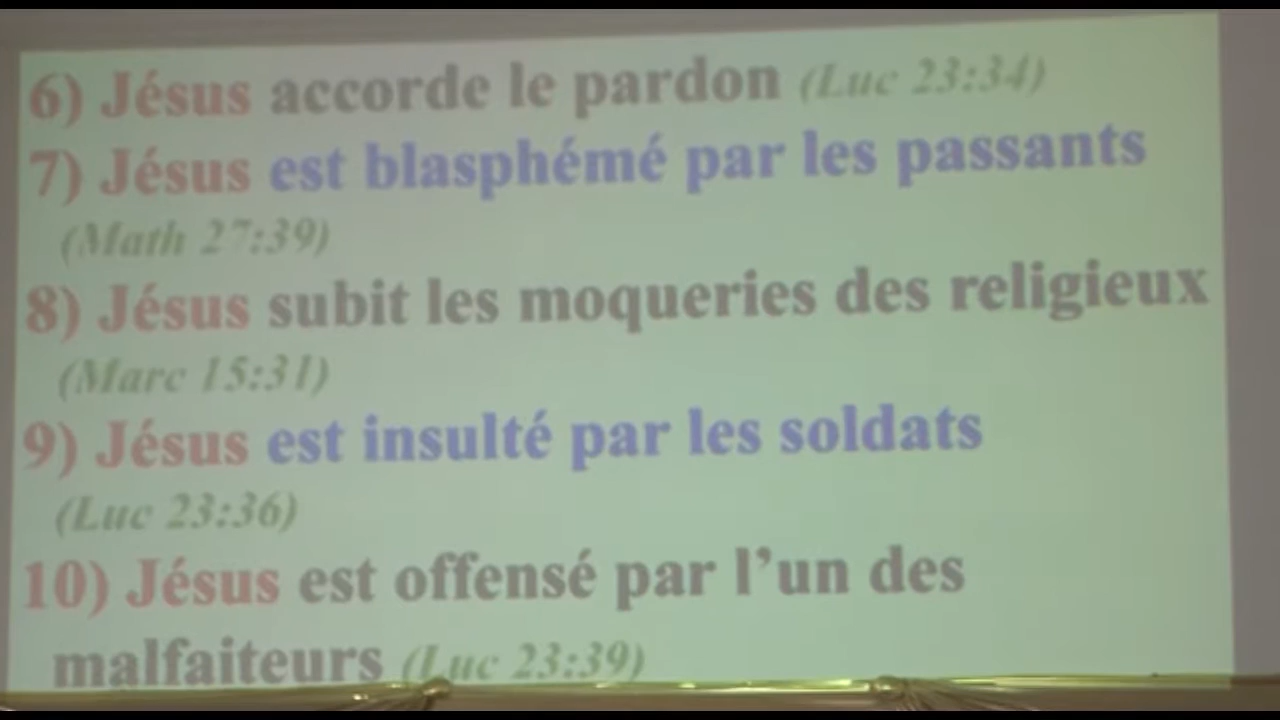 6) Jésus accorde le pardon (Luc 23:34)
7) Jésus est blasphémé par les passants
(Math 27:39)
8) Jésus subit les moqueries des religieux
(Marc 15:31)
9) Jésus est insulté par les soldats
(Luc 23:36)
10) Jésus est offensé par l’un des
malfaiteurs (Luc 23:39)